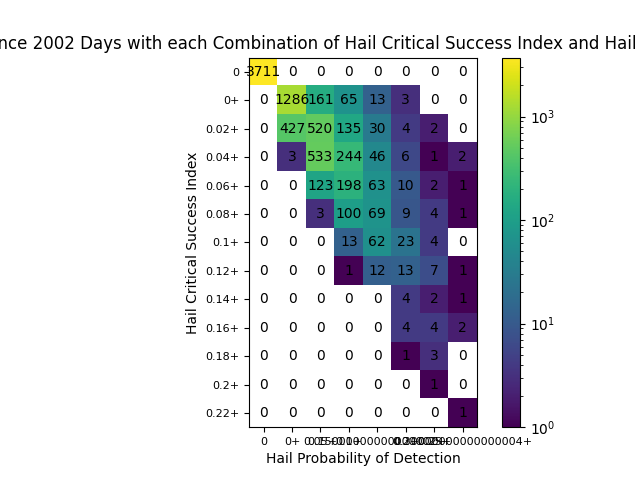 nce 2002 Days with each Combination of Hail Critical Success Index and Hail
0 3711 0 0 0 0 0 0 0
0+ 0 1286 161 65 13 3 0 0
0.02+ 0 427 520 135 30 4 2 0
0.04+ 0 3 533 244 46 6 1 2
0.06+ 0 0 123 198 63 10 2 1
0.08+ 0 0 3 100 69 9 4 1
0.1+ 0 0 0 13 62 23 4 0
0.12+ 0 0 0 1 12 13 7 1
0.14+ 0 0 0 0 0 4 2 1
0.16+ 0 0 0 0 0 4 4 2
0.18+ 0 0 0 0 0 1 3 0
0.2+ 0 0 0 0 0 0 1 0
0.22+ 0 0 0 0 0 0 0 1
0 0+
Hail Probability of Detection
Hail Critical Success Index
10³
10²
10¹
10⁰